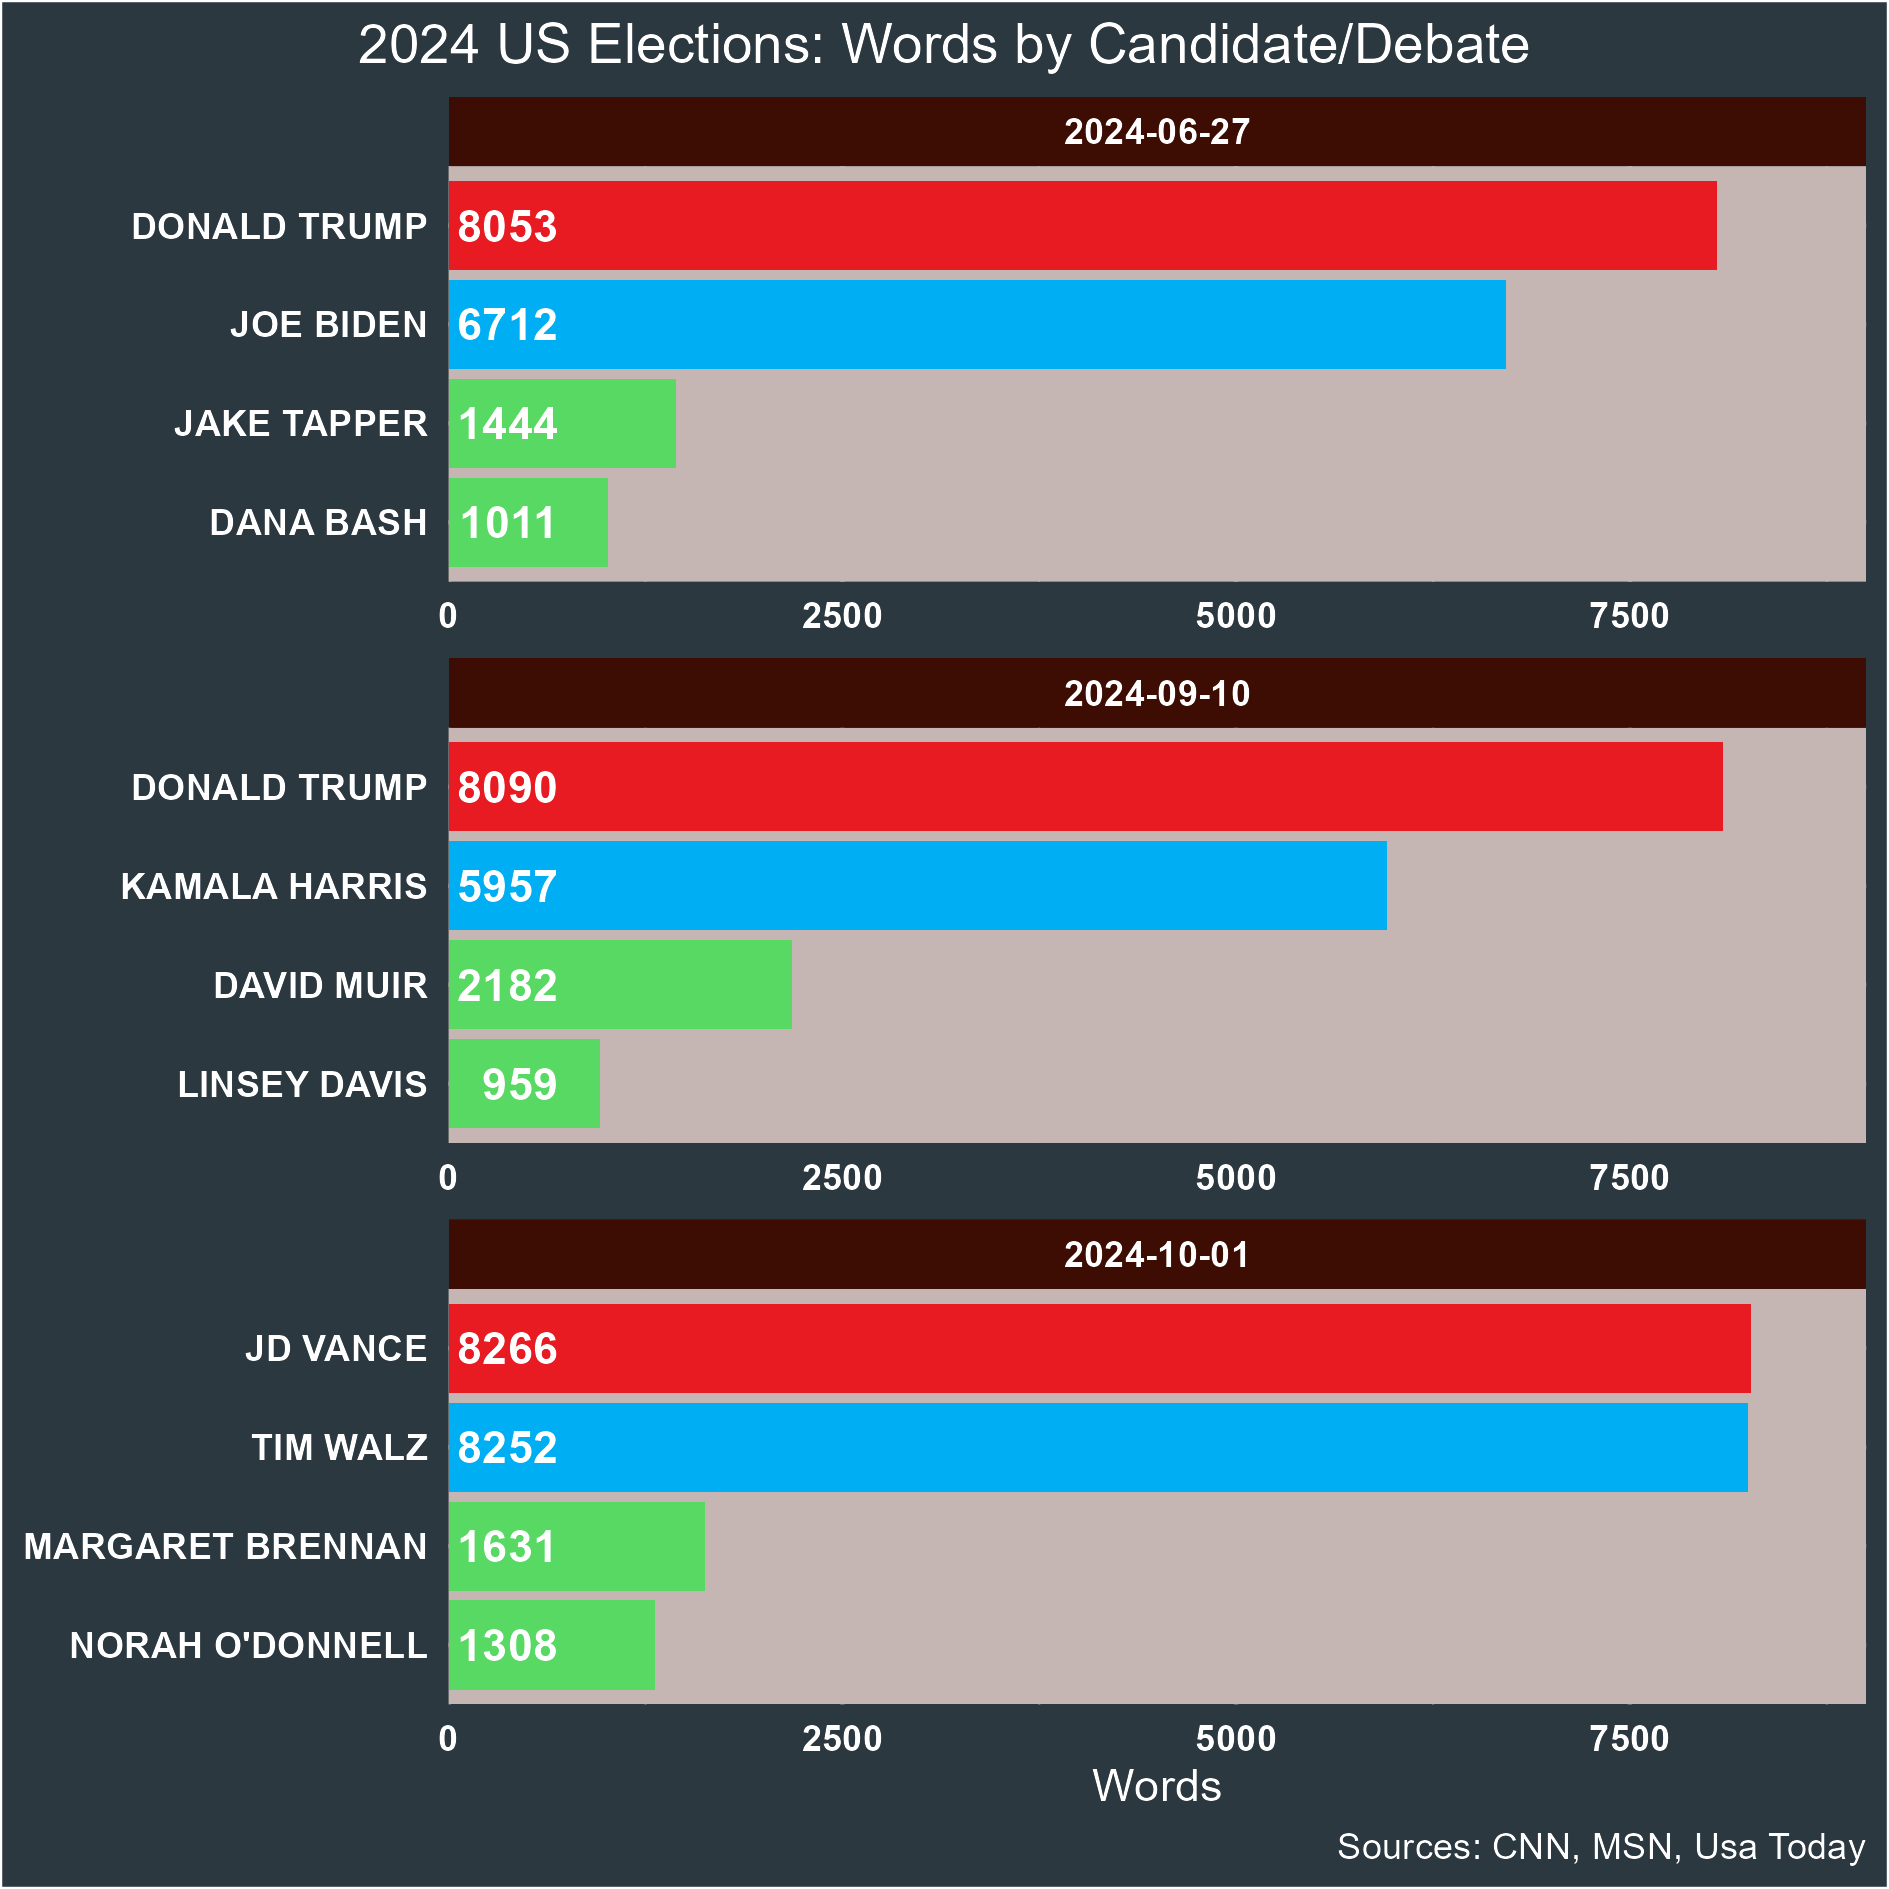 2024 US Elections: Words by Candidate/Debate
2024-06-27
DONALD TRUMP 8053
JOE BIDEN 6712
JAKE TAPPER 1444
DANA BASH 1011
0 2500 5000 7500
2024-09-10
DONALD TRUMP 8090
KAMALA HARRIS 5957
DAVID MUIR 2182
LINSEY DAVIS 959
0 2500 5000 7500
2024-10-01
JD VANCE 8266
TIM WALZ 8252
MARGARET BRENNAN 1631
NORAH O'DONNELL 1308
0 2500 5000 7500
Words
Sources: CNN, MSN, Usa Today